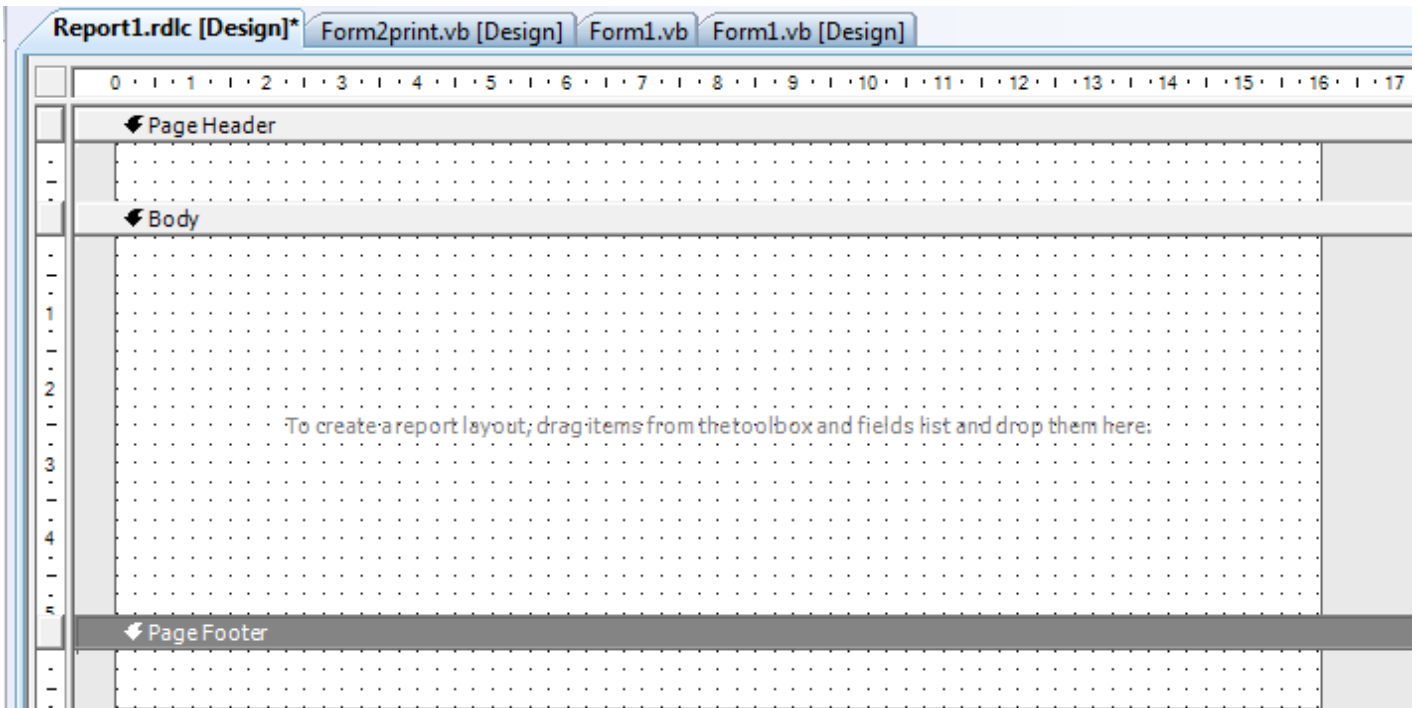 Report1.rdlc [Design]* Form2print.vb [Design] Form1.vb Form1.vb [Design]
0 1 2 3 4 5 6 7 8 9 10 11 12 13 14 15 16 17
Page Header
Body
1
2
To create a report layout, drag items from the toolbox and fields list and drop them here.
3
4
5
Page Footer